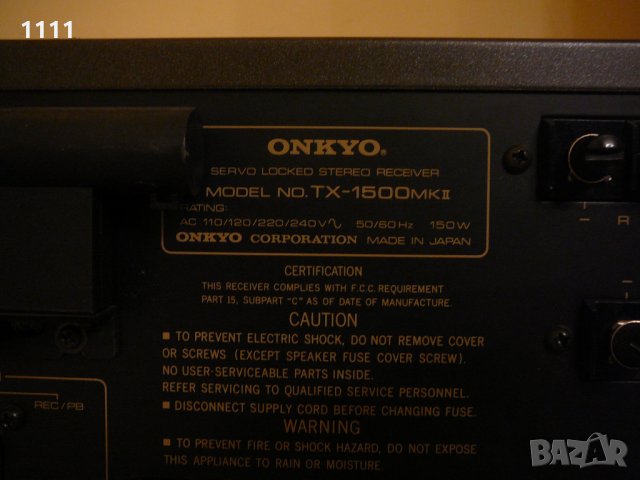 1111
ONKYO®
SERVO LOCKED STEREO RECEIVER
MODEL NO. TX-1500MKII
RATING:
AC 110/120/220/240V∿ 50/60Hz 150W
ONKYO CORPORATION MADE IN JAPAN
CERTIFICATION
THIS RECEIVER COMPLIES WITH F.C.C. REQUIREMENT
PART 15, SUBPART "C" AS OF DATE OF MANUFACTURE.
CAUTION
■ TO PREVENT ELECTRIC SHOCK, DO NOT REMOVE COVER
OR SCREWS (EXCEPT SPEAKER FUSE COVER SCREW).
NO USER-SERVICEABLE PARTS INSIDE.
REFER SERVICING TO QUALIFIED SERVICE PERSONNEL.
■ DISCONNECT SUPPLY CORD BEFORE CHANGING FUSE.
WARNING
■ TO PREVENT FIRE OR SHOCK HAZARD, DO NOT EXPOSE
THIS APPLIANCE TO RAIN OR MOISTURE.
– R
REC/PB
BAZAR